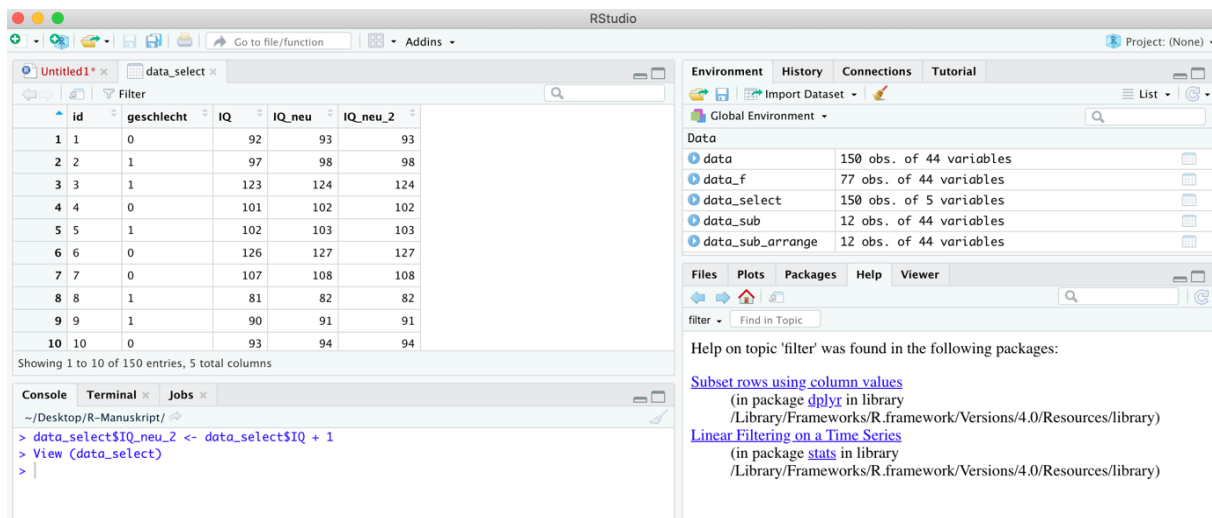 RStudio
Go to file/function
Addins
Project: (None)
Untitled1*
data_select
Filter
id geschlecht IQ IQ_neu IQ_neu_2
1 1 0 92 93 93
2 2 1 97 98 98
3 3 1 123 124 124
4 4 0 101 102 102
5 5 1 102 103 103
6 6 0 126 127 127
7 7 0 107 108 108
8 8 1 81 82 82
9 9 1 90 91 91
10 10 0 93 94 94
Showing 1 to 10 of 150 entries, 5 total columns
Console Terminal Jobs
~/Desktop/R-Manuskript/
> data_select$IQ_neu_2 <- data_select$IQ + 1
> View (data_select)
>
Environment History Connections Tutorial
Import Dataset List
Global Environment
Data
data 150 obs. of 44 variables
data_f 77 obs. of 44 variables
data_select 150 obs. of 5 variables
data_sub 12 obs. of 44 variables
data_sub_arrange 12 obs. of 44 variables
Files Plots Packages Help Viewer
filter Find in Topic
Help on topic 'filter' was found in the following packages:
Subset rows using column values
(in package dplyr in library
/Library/Frameworks/R.framework/Versions/4.0/Resources/library)
Linear Filtering on a Time Series
(in package stats in library
/Library/Frameworks/R.framework/Versions/4.0/Resources/library)